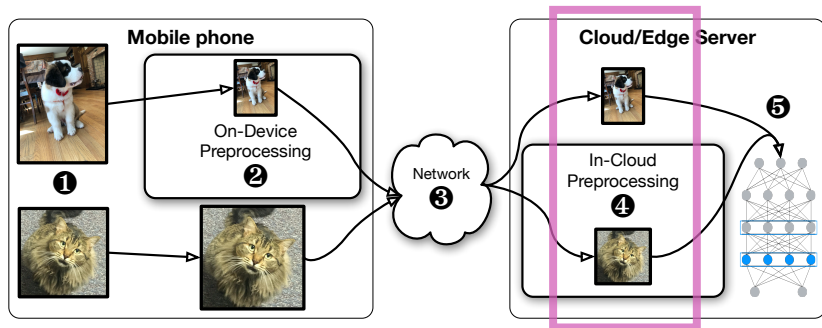 Mobile phone
On-Device
Preprocessing
❷
❶
Network
❸
Cloud/Edge Server
In-Cloud
Preprocessing
❹
❺